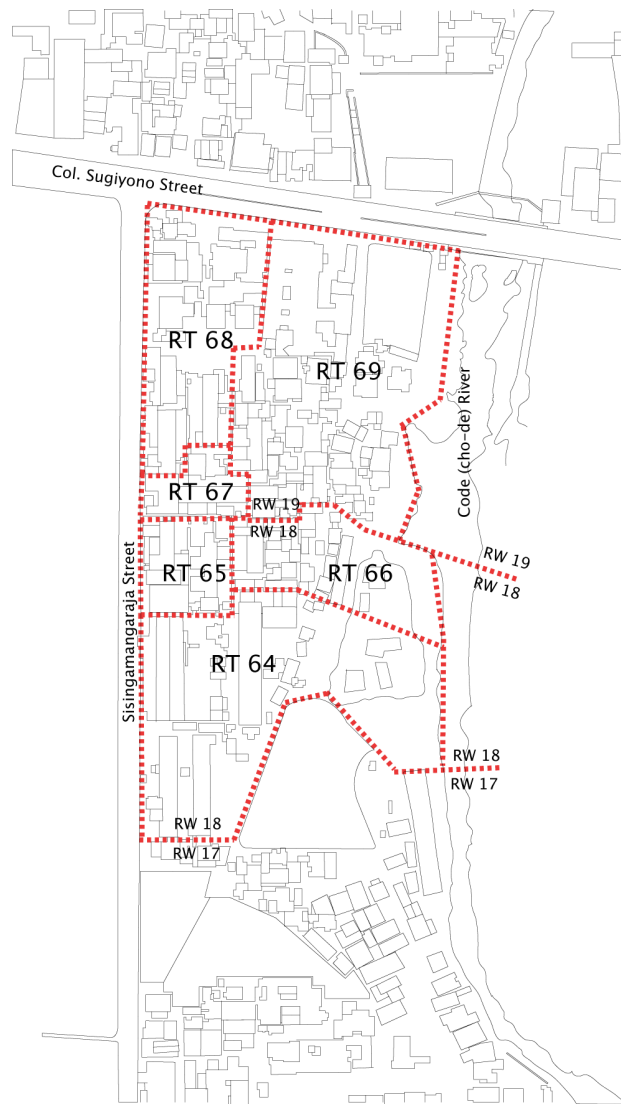 Col. Sugiyono Street
RT 68
RT 69
Code (cho-de) River
RT 67
RW 19
RW 18
RW 19
RW 18
RT 65
RT 66
Sisingamangaraja Street
RT 64
RW 18
RW 17
RW 18
RW 17